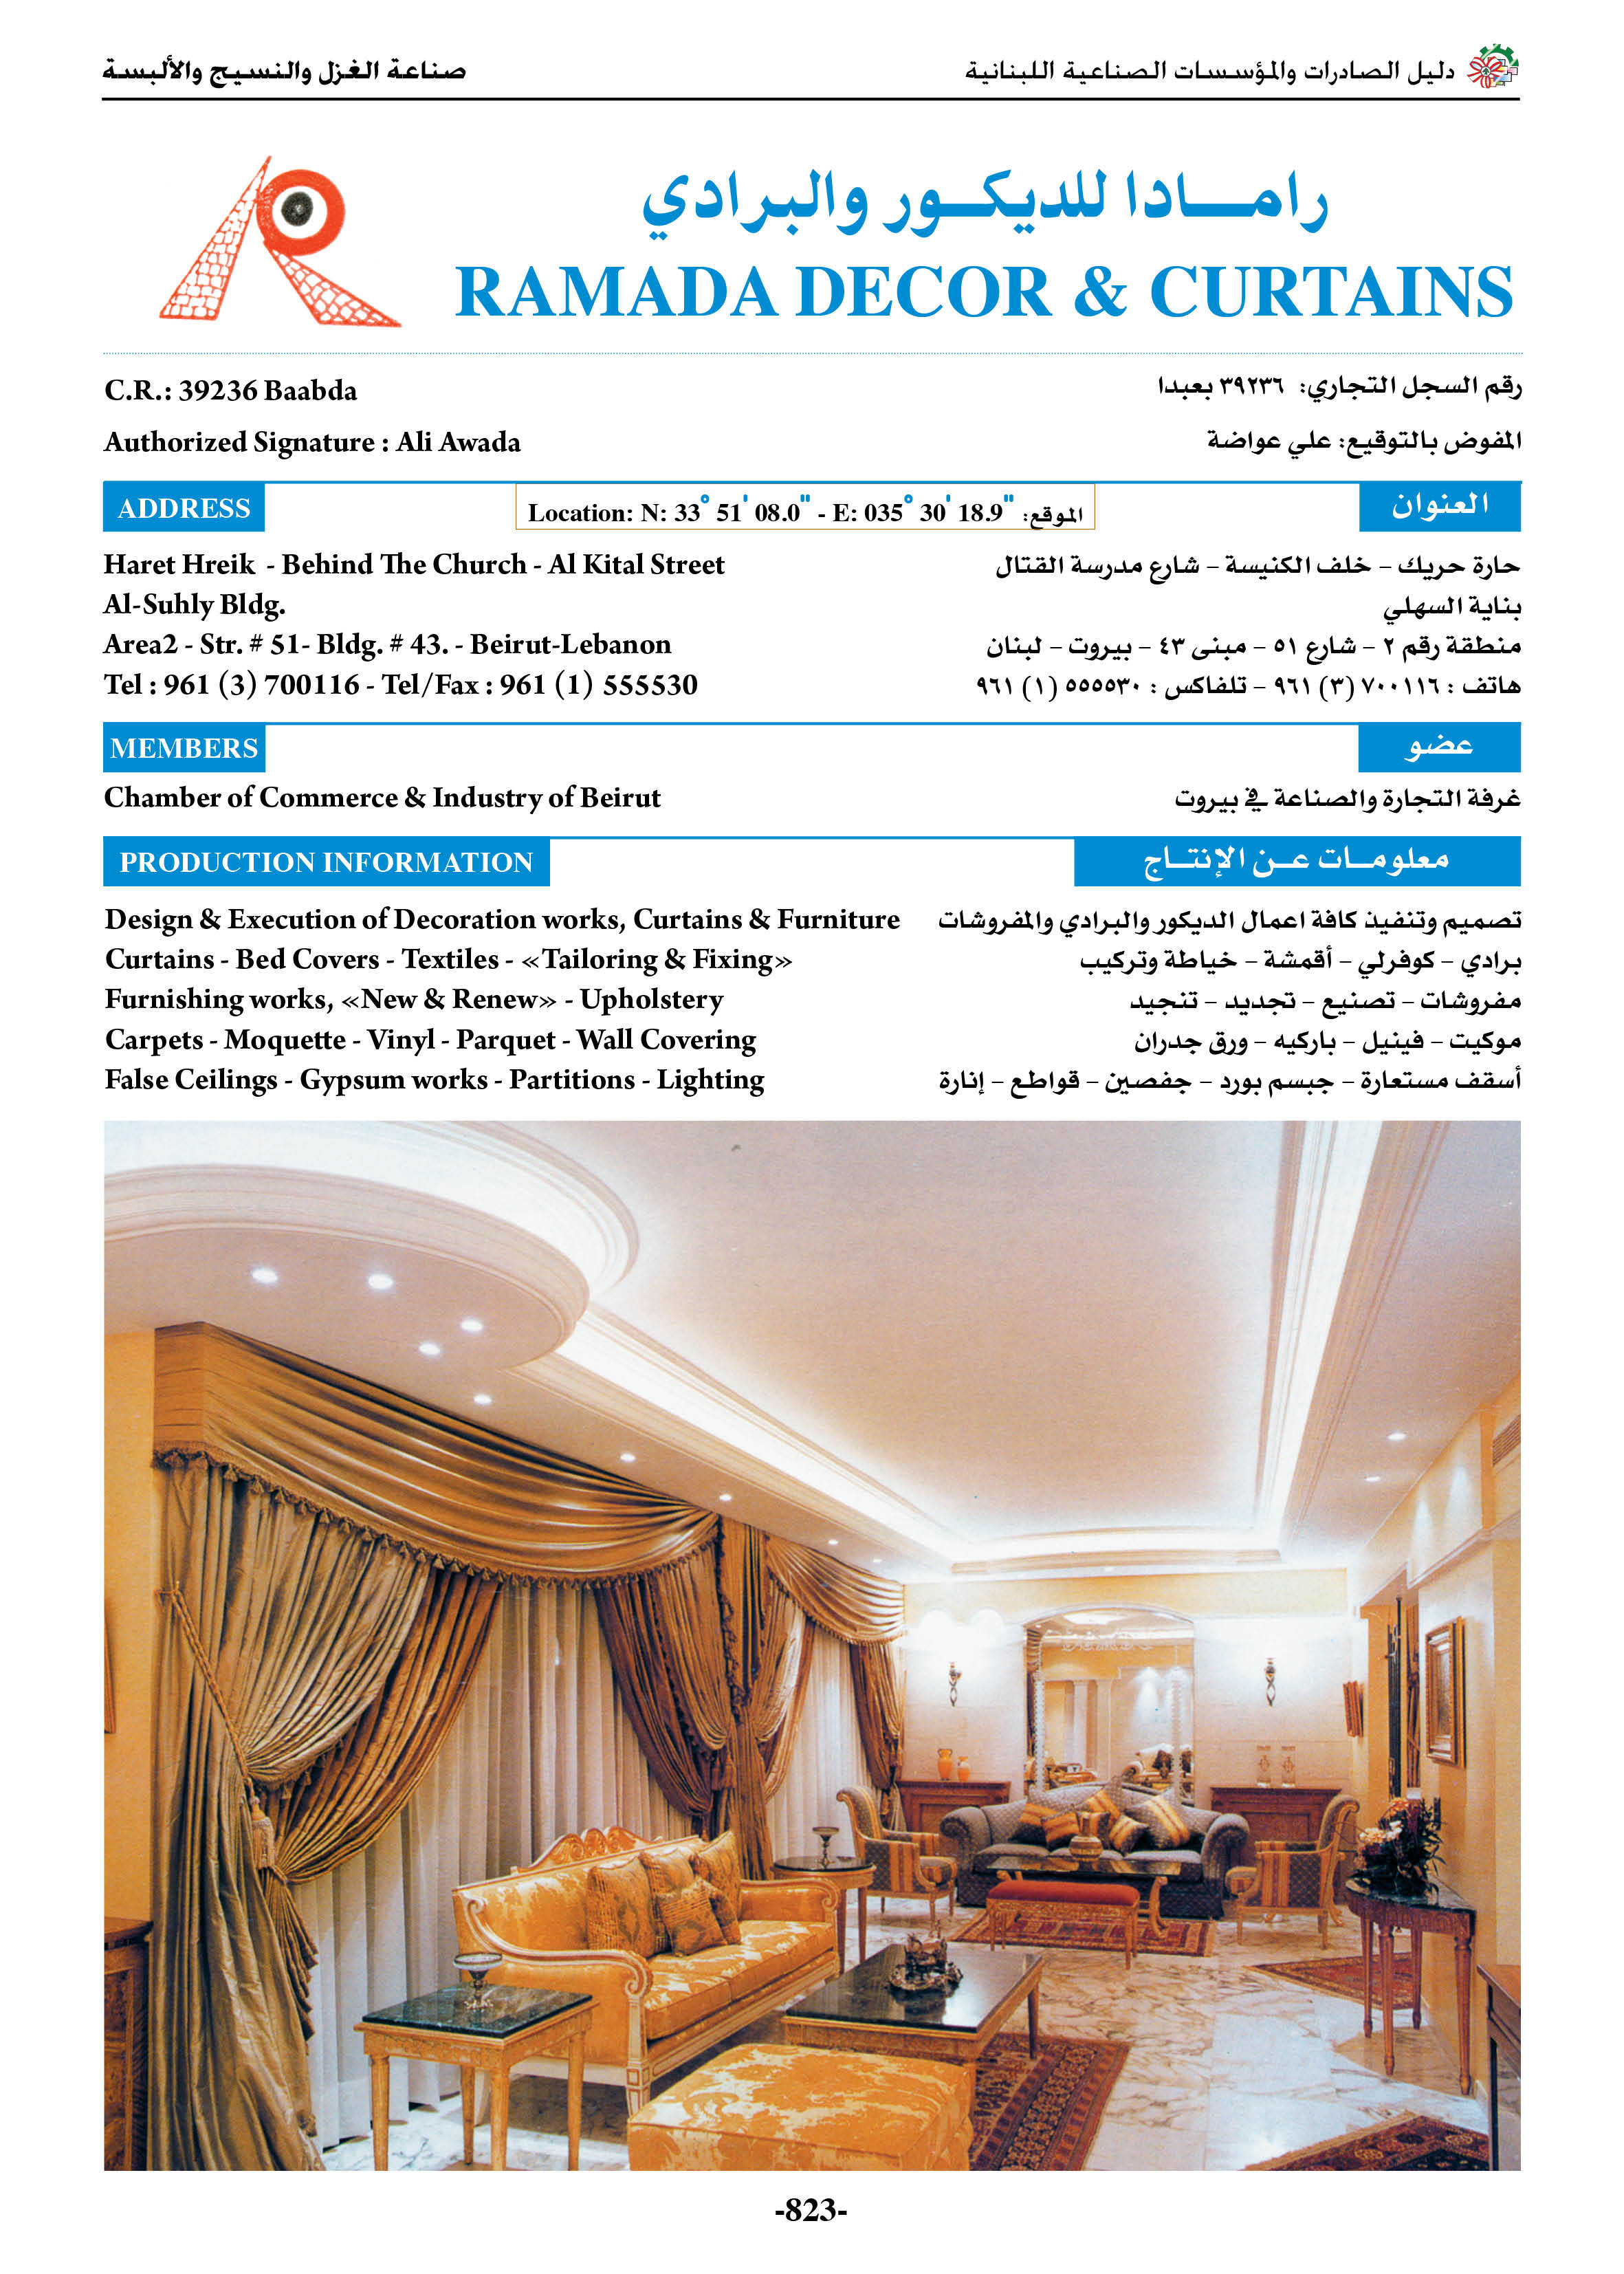 دليل الصادرات والمؤسسات الصناعية اللبنانية
صناعة الغزل والنسيج والألبسة
رامـــادا للديكــور والبرادي
RAMADA DECOR & CURTAINS
C.R.: 39236 Baabda
رقم السجل التجاري: ٣٩٢٣٦ بعبدا
Authorized Signature : Ali Awada
المفوض بالتوقيع: علي عواضة
ADDRESS
Location: N: 33° 51' 08.0" - E: 035° 30' 18.9" الموقع:
العنوان
Haret Hreik - Behind The Church - Al Kital Street
حارة حريك – خلف الكنيسة – شارع مدرسة القتال
Al-Suhly Bldg.
بناية السهلي
Area2 - Str. # 51- Bldg. # 43. - Beirut-Lebanon
منطقة رقم ٢ – شارع ٥١ – مبنى ٤٣ – بيروت – لبنان
Tel : 961 (3) 700116 - Tel/Fax : 961 (1) 555530
هاتف : ٧٠٠١١٦ (٣) ٩٦١ – تلفاكس : ٥٥٥٥٣٠ (١) ٩٦١
MEMBERS
عضو
Chamber of Commerce & Industry of Beirut
غرفة التجارة والصناعة في بيروت
PRODUCTION INFORMATION
معلومــات عــن الإنتــاج
Design & Execution of Decoration works, Curtains & Furniture
تصميم وتنفيذ كافة اعمال الديكور والبرادي والمفروشات
Curtains - Bed Covers - Textiles - «Tailoring & Fixing»
برادي – كوفرلي – أقمشة – خياطة وتركيب
Furnishing works, «New & Renew» - Upholstery
مفروشات – تصنيع – تجديد – تنجيد
Carpets - Moquette - Vinyl - Parquet - Wall Covering
موكيت – فينيل – باركيه – ورق جدران
False Ceilings - Gypsum works - Partitions - Lighting
أسقف مستعارة – جبسم بورد – جفصين – قواطع – إنارة
-823-